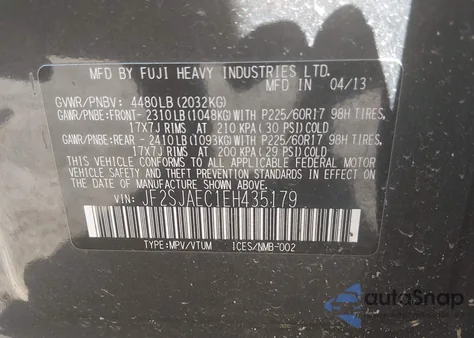 MFD BY FUJI HEAVY INDUSTRIES LTD.
MFD IN 04/13
GVWR/PNBV: 4480LB (2032KG)
GAWR/PNBE:FRONT- 2310LB (1048KG) WITH P225/60R17 98H TIRES,
17X7J RIMS AT 210 KPA (30 PSI) COLD
GAWR/PNBE:REAR - 2410LB (1093KG) WITH P225/60R17 98H TIRES,
17X7J RIMS AT 200 KPA (29 PSI) COLD
THIS VEHICLE CONFORMS TO ALL APPLICABLE FEDERAL MOTOR
VEHICLE SAFETY AND THEFT PREVENTION STANDARDS IN EFFECT
ON THE DATE OF MANUFACTURE SHOWN ABOVE.
VIN: JF2SJAEC1EH435179
TYPE:MPV/VTUM ICES/NMB-002
autoSnap